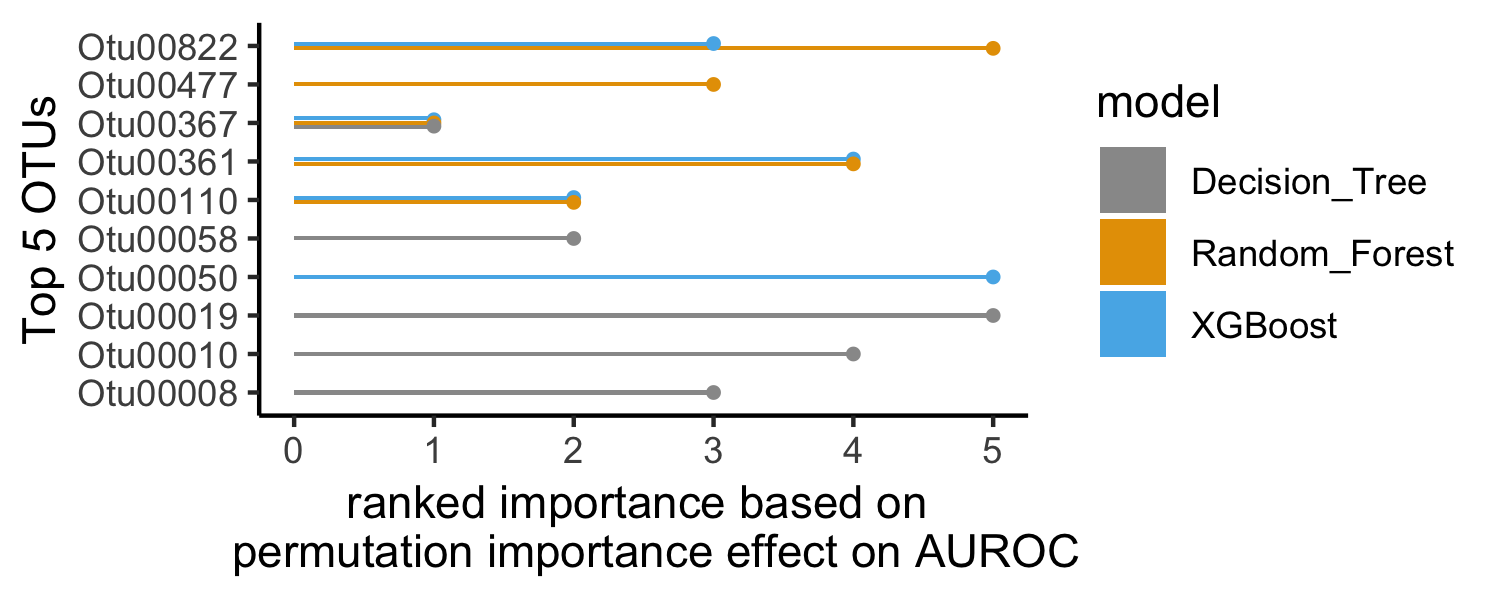 Top 5 OTUs
Otu00822
Otu00477
Otu00367
Otu00361
Otu00110
Otu00058
Otu00050
Otu00019
Otu00010
Otu00008
0 1 2 3 4 5
ranked importance based on
permutation importance effect on AUROC
model
Decision_Tree
Random_Forest
XGBoost